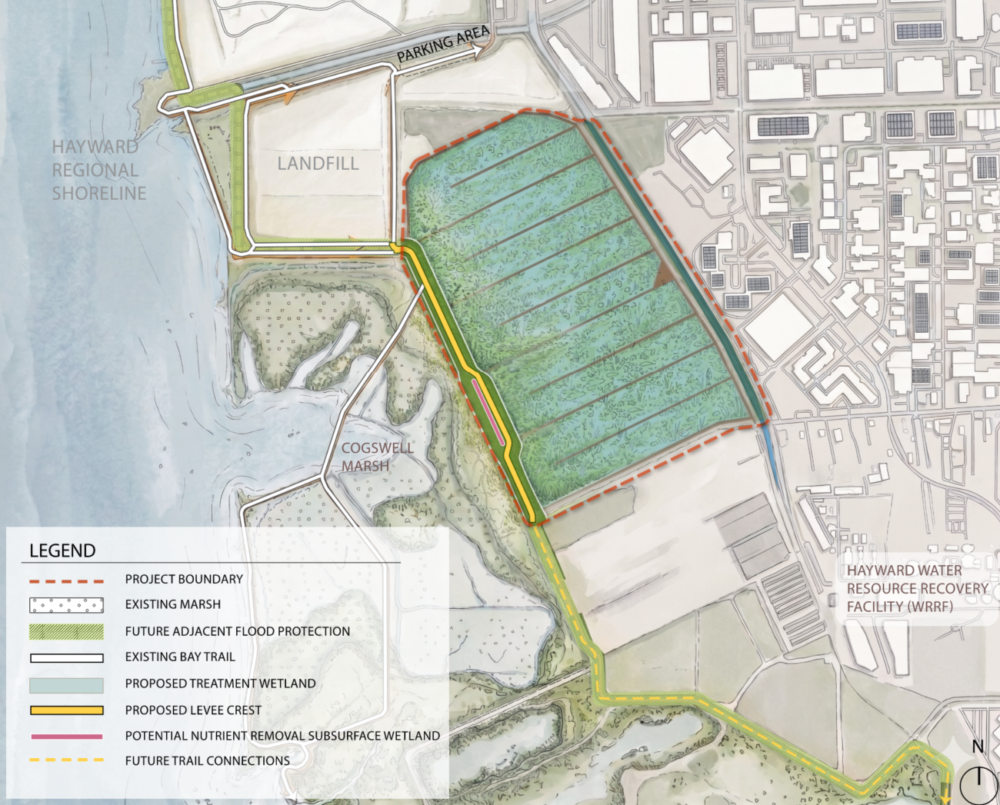 PARKING AREA
HAYWARD
REGIONAL
SHORELINE
LANDFILL
COGSWELL
MARSH
LEGEND
PROJECT BOUNDARY
EXISTING MARSH
FUTURE ADJACENT FLOOD PROTECTION
EXISTING BAY TRAIL
PROPOSED TREATMENT WETLAND
PROPOSED LEVEE CREST
POTENTIAL NUTRIENT REMOVAL SUBSURFACE WETLAND
FUTURE TRAIL CONNECTIONS
HAYWARD WATER
RESOURCE RECOVERY
FACILITY (WRRF)
N